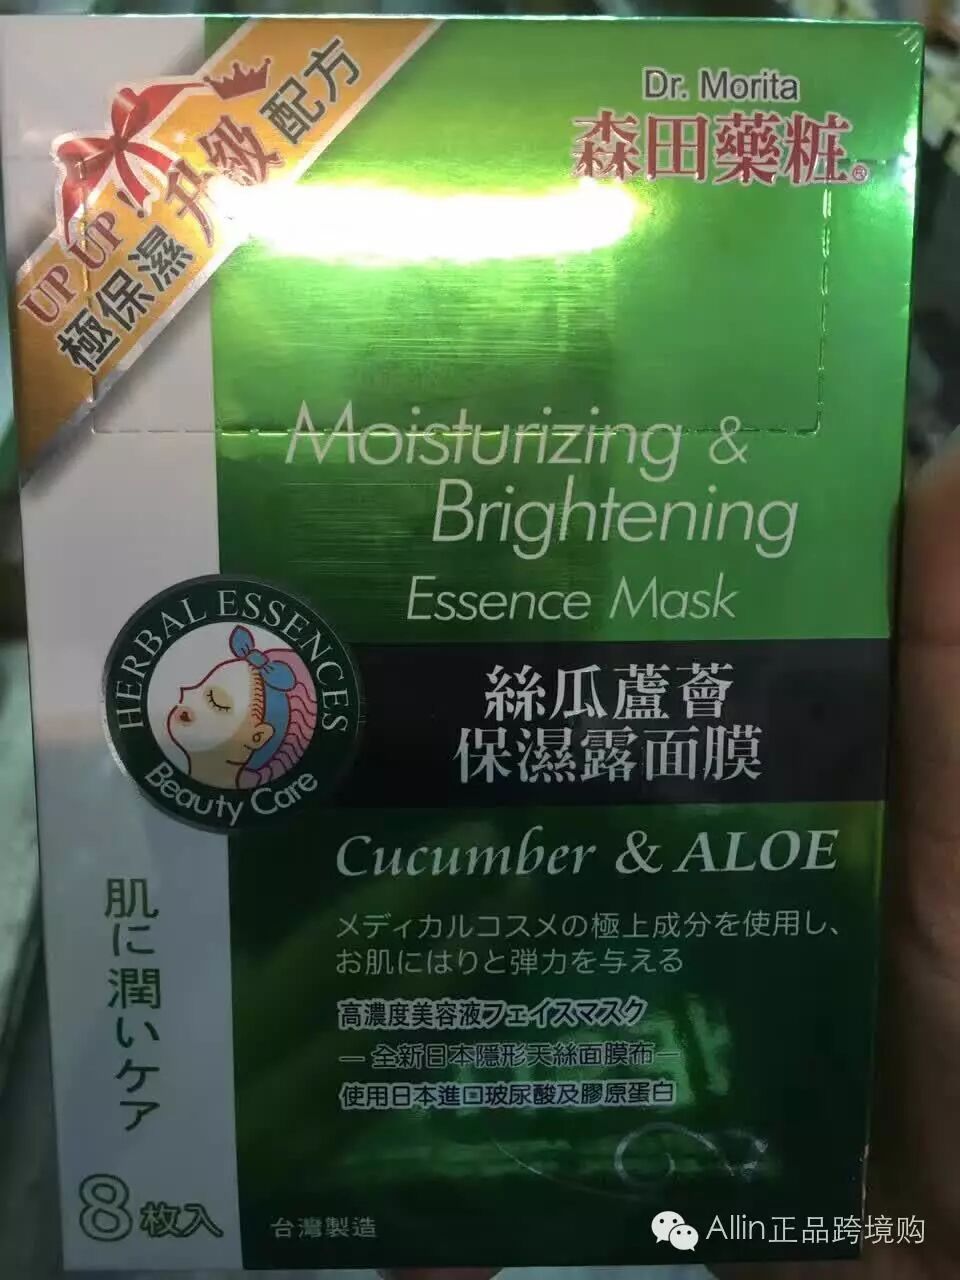 Dr. Morita
森田藥粧®
UP UP! 升級配方
極保濕
Moisturizing &
Brightening
Essence Mask
HERBAL ESSENCES
Beauty Care
絲瓜蘆薈
保濕露面膜
Cucumber & ALOE
メディカルコスメの極上成分を使用し、
お肌にはりと弾力を与える
高濃度美容液フェイスマスク
—全新日本隱形天絲面膜布—
使用日本進口玻尿酸及膠原蛋白
肌に潤いケア
8枚入
台灣製造
Allin正品跨境购